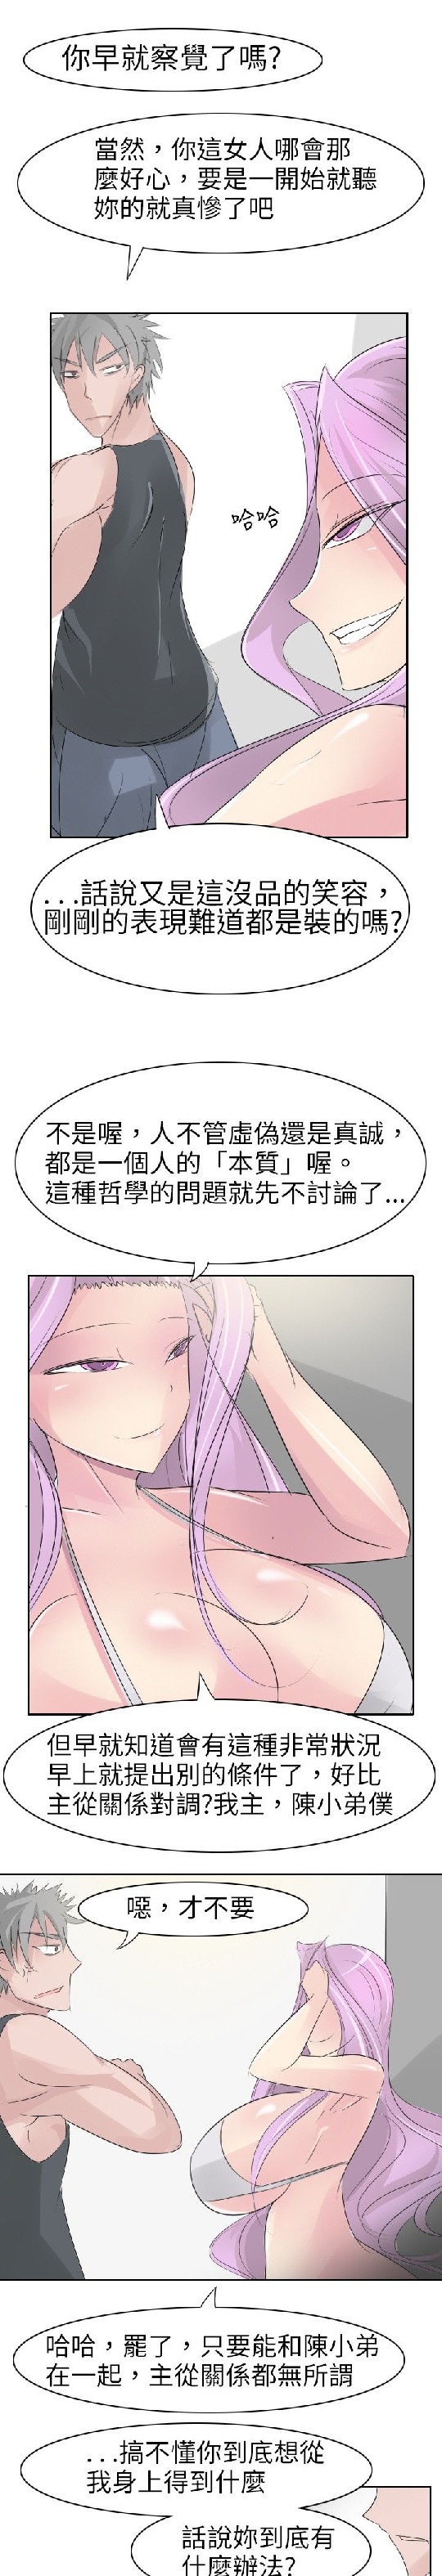 你早就察覺了嗎?
當然，你這女人哪會那
麼好心，要是一開始就聽
妳的就真慘了吧
哈哈
...話說又是這沒品的笑容，
剛剛的表現難道都是裝的嗎?
不是喔，人不管虛偽還是真誠，
都是一個人的「本質」喔。
這種哲學的問題就先不討論了...
但早就知道會有這種非常狀況
早上就提出別的條件了，好比
主從關係對調?我主，陳小弟僕
噁，才不要
哈哈，罷了，只要能和陳小弟
在一起，主從關係都無所謂
...搞不懂你到底想從
我身上得到什麼
話說妳到底有
什麼辦法?